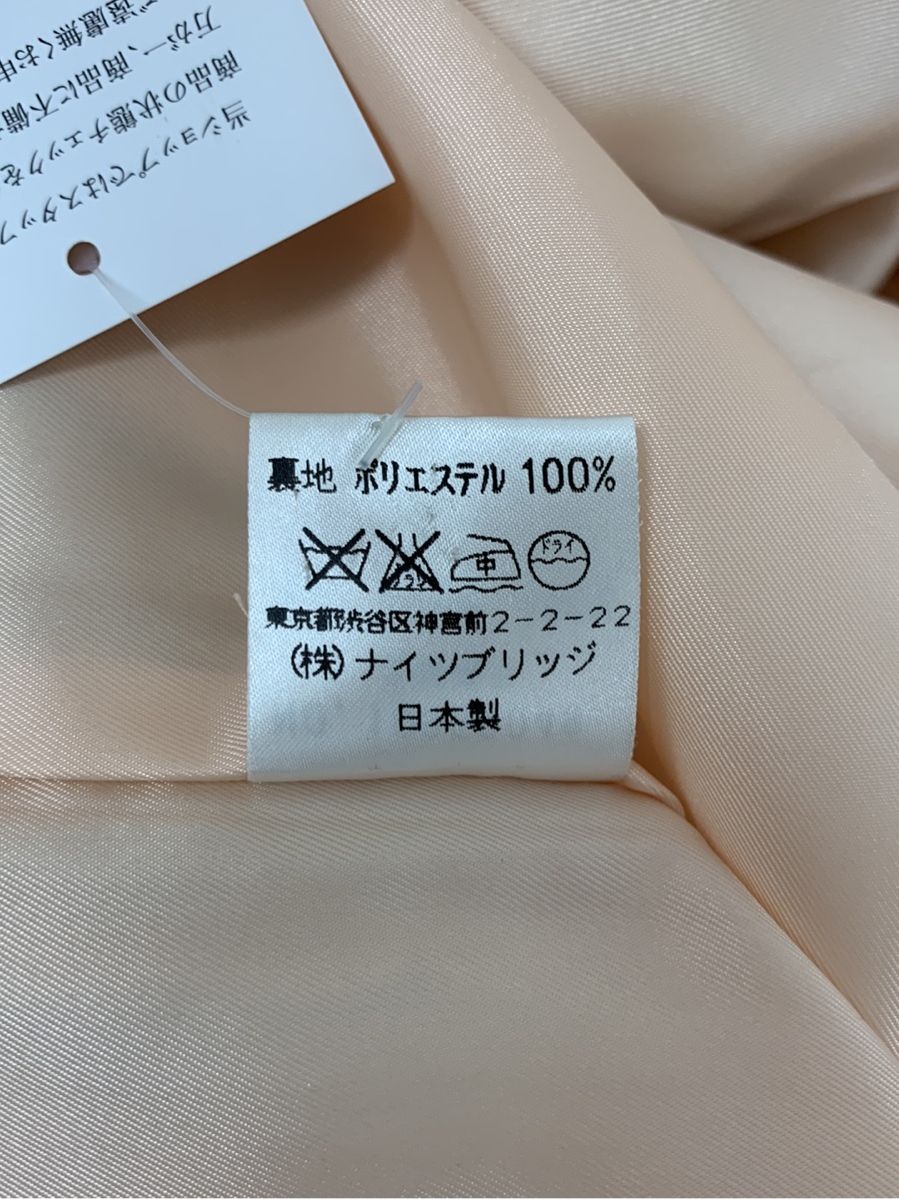 当ショップではスタッフ
商品の状態チェックを
万が一、商品に不備
ご遠慮無くお申
裏地 ポリエステル 100%
中 ドライ
東京都渋谷区神宮前2-2-22
(株)ナイツブリッジ
日本製